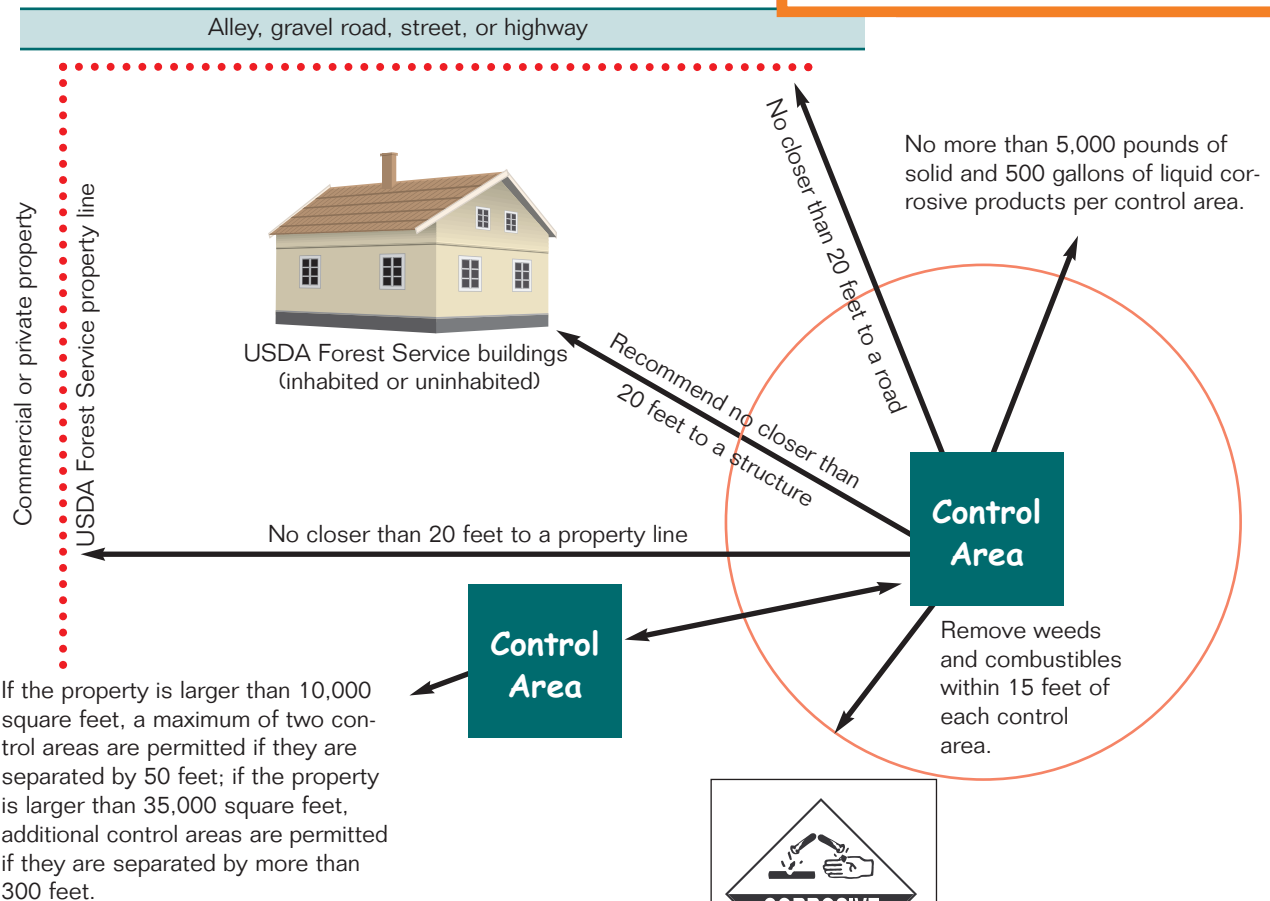 Alley, gravel road, street, or highway
Commercial or private property
USDA Forest Service property line
USDA Forest Service buildings
(inhabited or uninhabited)
No closer than 20 feet to a road
No more than 5,000 pounds of
solid and 500 gallons of liquid cor-
rosive products per control area.
Recommend no closer than
20 feet to a structure
No closer than 20 feet to a property line
Control
Area
Control
Area
Remove weeds
and combustibles
within 15 feet of
each control
area.
If the property is larger than 10,000
square feet, a maximum of two con-
trol areas are permitted if they are
separated by 50 feet; if the property
is larger than 35,000 square feet,
additional control areas are permitted
if they are separated by more than
300 feet.
CORROSIVE